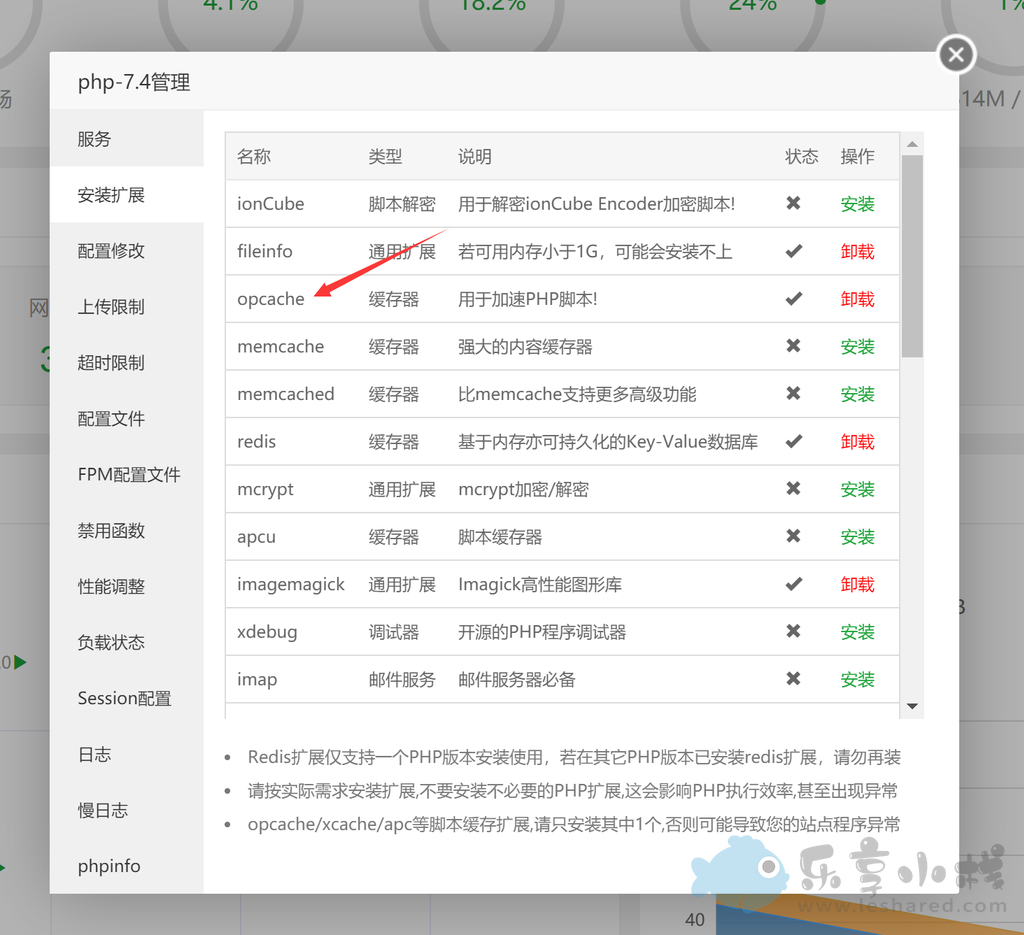 4.1%
18.2%
24%
1%
php-7.4管理
14M /
服务
安装扩展
配置修改
上传限制
超时限制
配置文件
FPM配置文件
禁用函数
性能调整
负载状态
Session配置
日志
慢日志
phpinfo
名称 类型 说明 状态 操作
ionCube 脚本解密 用于解密ionCube Encoder加密脚本! 安装
fileinfo 通用扩展 若可用内存小于1G，可能会安装不上 卸载
opcache 缓存器 用于加速PHP脚本! 卸载
memcache 缓存器 强大的内容缓存器 安装
memcached 缓存器 比memcache支持更多高级功能 安装
redis 缓存器 基于内存亦可持久化的Key-Value数据库 卸载
mcrypt 通用扩展 mcrypt加密/解密 安装
apcu 缓存器 脚本缓存器 安装
imagemagick 通用扩展 Imagick高性能图形库 卸载
xdebug 调试器 开源的PHP程序调试器 安装
imap 邮件服务 邮件服务器必备 安装
Redis扩展仅支持一个PHP版本安装使用，若在其它PHP版本已安装redis扩展，请勿再装
请按实际需求安装扩展,不要安装不必要的PHP扩展,这会影响PHP执行效率,甚至出现异常
opcache/xcache/apc等脚本缓存扩展,请只安装其中1个,否则可能导致您的站点程序异常
乐享小栈
www.leshared.com
40